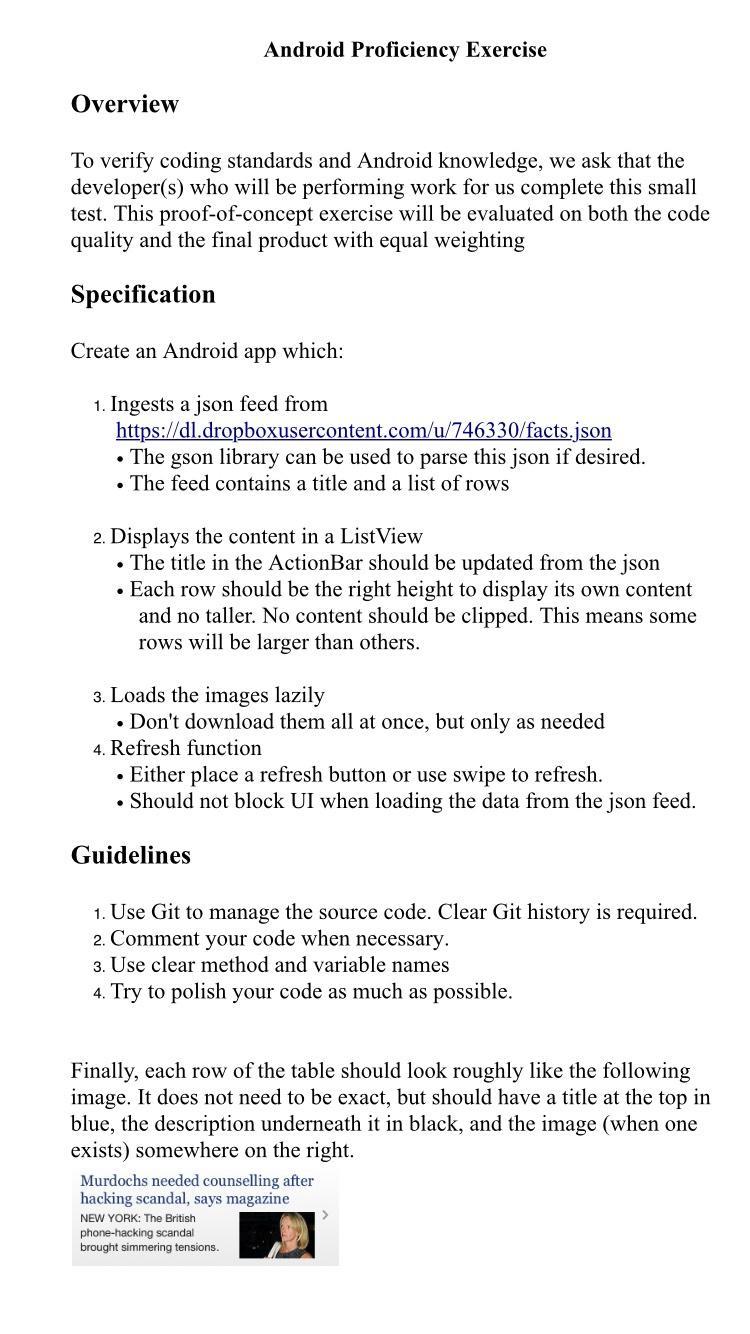 Android Proficiency Exercise
Overview
To verify coding standards and Android knowledge, we ask that the
developer(s) who will be performing work for us complete this small
test. This proof-of-concept exercise will be evaluated on both the code
quality and the final product with equal weighting
Specification
Create an Android app which:
1. Ingests a json feed from
https://dl.dropboxusercontent.com/u/746330/facts.json
• The gson library can be used to parse this json if desired.
• The feed contains a title and a list of rows
2. Displays the content in a ListView
• The title in the ActionBar should be updated from the json
• Each row should be the right height to display its own content
and no taller. No content should be clipped. This means some
rows will be larger than others.
3. Loads the images lazily
• Don't download them all at once, but only as needed
4. Refresh function
• Either place a refresh button or use swipe to refresh.
• Should not block UI when loading the data from the json feed.
Guidelines
1. Use Git to manage the source code. Clear Git history is required.
2. Comment your code when necessary.
3. Use clear method and variable names
4. Try to polish your code as much as possible.
Finally, each row of the table should look roughly like the following
image. It does not need to be exact, but should have a title at the top in
blue, the description underneath it in black, and the image (when one
exists) somewhere on the right.
Murdochs needed counselling after
hacking scandal, says magazine
NEW YORK: The British
phone-hacking scandal
brought simmering tensions.